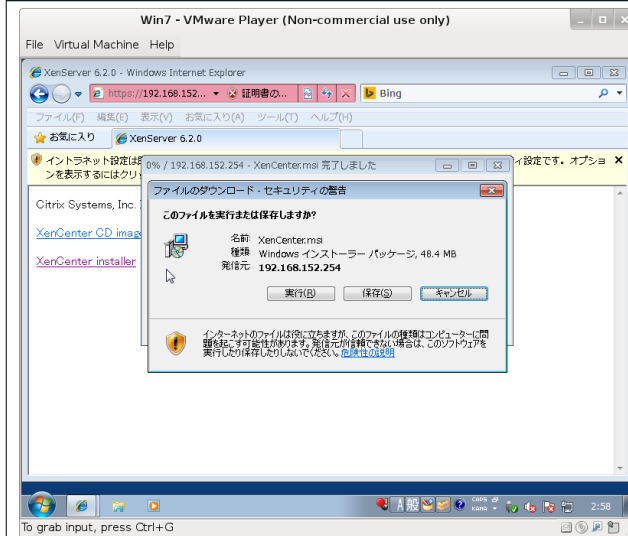 Win7 - VMware Player (Non-commercial use only)
File Virtual Machine Help
XenServer 6.2.0 - Windows Internet Explorer
https://192.168.152... 証明書の... Bing
ファイル(F) 編集(E) 表示(V) お気に入り(A) ツール(T) ヘルプ(H)
お気に入り XenServer 6.2.0
イントラネット設定は
ィ設定です。オプショ
ンを表示するにはクリ
0% / 192.168.152.254 - XenCenter.msi 完了しました
Citrix Systems, Inc.
XenCenter CD imag
XenCenter installer
ファイルのダウンロード - セキュリティの警告
このファイルを実行または保存しますか?
名前: XenCenter.msi
種類: Windows インストーラー パッケージ, 48.4 MB
発信元: 192.168.152.254
実行(R) 保存(S) キャンセル
インターネットのファイルは役に立ちますが、このファイルの種類はコンピューターに問
題を起こす可能性があります。発信元が信頼できない場合は、このソフトウェアを
実行したり保存したりしないでください。危険性の説明
A 般 CAPS KANA 2:58
To grab input, press Ctrl+G